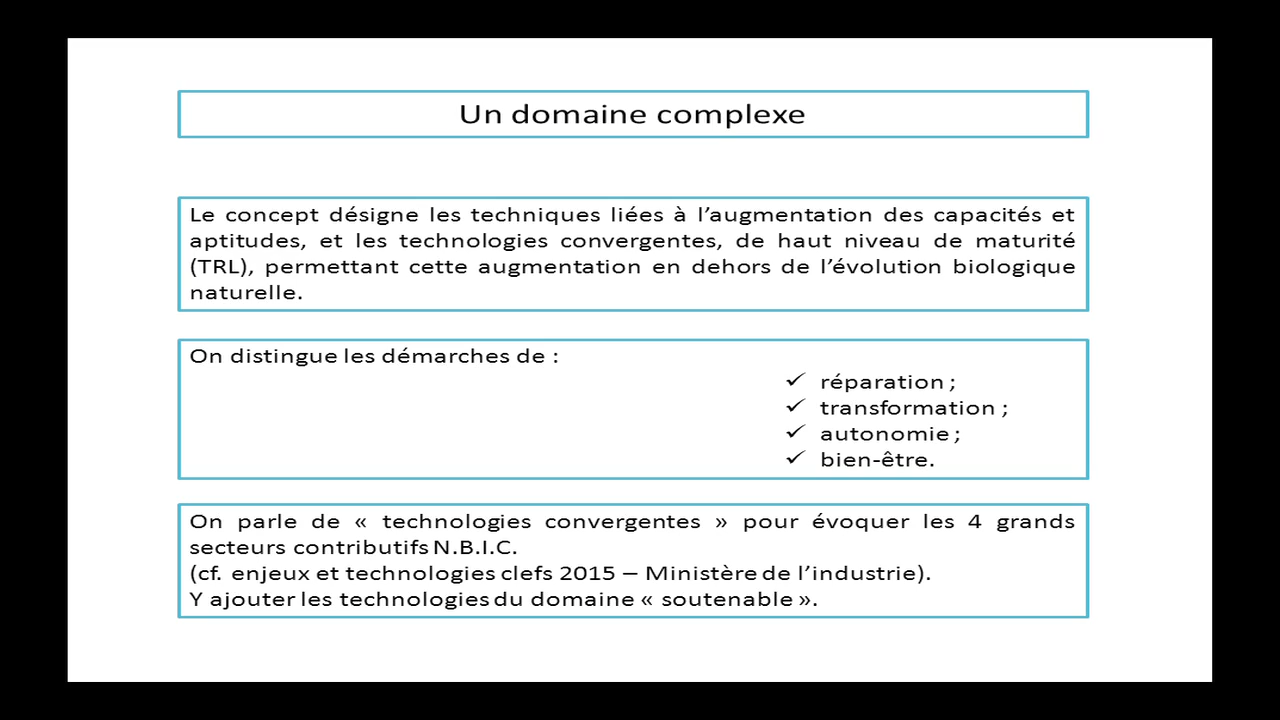 Un domaine complexe
Le concept désigne les techniques liées à l’augmentation des capacités et
aptitudes, et les technologies convergentes, de haut niveau de maturité
(TRL), permettant cette augmentation en dehors de l’évolution biologique
naturelle.
On distingue les démarches de :
✓ réparation ;
✓ transformation ;
✓ autonomie ;
✓ bien-être.
On parle de « technologies convergentes » pour évoquer les 4 grands
secteurs contributifs N.B.I.C.
(cf. enjeux et technologies clefs 2015 – Ministère de l’industrie).
Y ajouter les technologies du domaine « soutenable ».